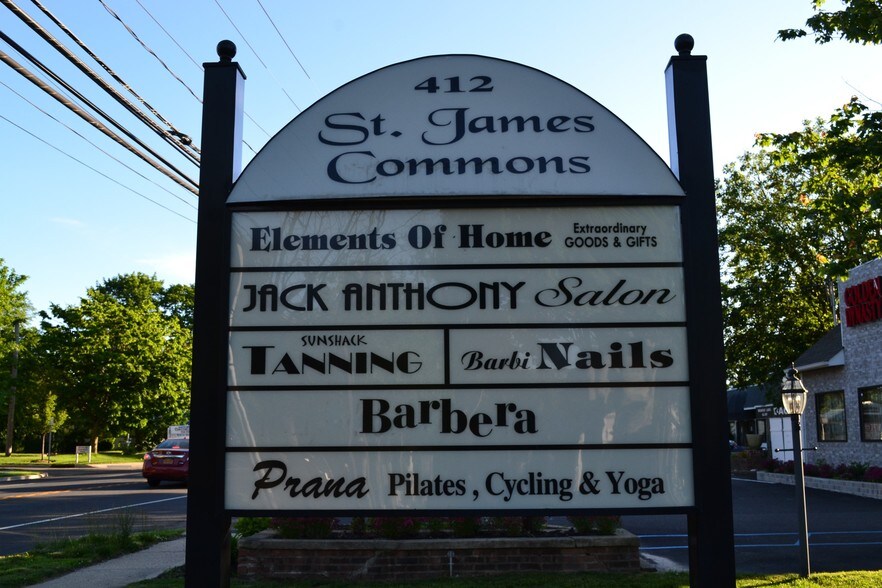 412
St. James
Commons
Elements Of Home Extraordinary
GOODS & GIFTS
JACK ANTHONY Salon
SUNSHACK
TANNING
Barbi Nails
Barbera
Prana Pilates , Cycling & Yoga